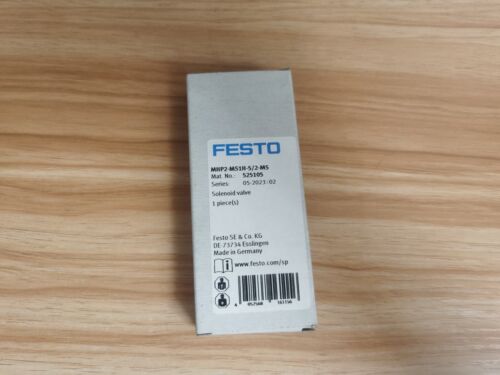 FESTO
MHP2-MS1H-5/2-M5
Mat. No.: 525105
Series: 05-2023:02
Solenoid valve
1 piece(s)
Festo SE & Co. KG
DE-73734 Esslingen
Made in Germany
www.festo.com/sp